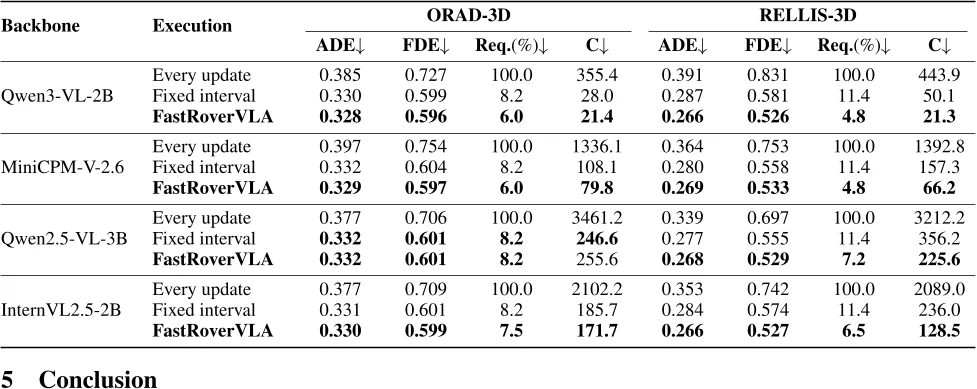 Backbone Execution ORAD-3D RELLIS-3D
ADE↓ FDE↓ Req.(%)↓ C↓ ADE↓ FDE↓ Req.(%)↓ C↓
Every update 0.385 0.727 100.0 355.4 0.391 0.831 100.0 443.9
Qwen3-VL-2B Fixed interval 0.330 0.599 8.2 28.0 0.287 0.581 11.4 50.1
FastRoverVLA 0.328 0.596 6.0 21.4 0.266 0.526 4.8 21.3
Every update 0.397 0.754 100.0 1336.1 0.364 0.753 100.0 1392.8
MiniCPM-V-2.6 Fixed interval 0.332 0.604 8.2 108.1 0.280 0.558 11.4 157.3
FastRoverVLA 0.329 0.597 6.0 79.8 0.269 0.533 4.8 66.2
Every update 0.377 0.706 100.0 3461.2 0.339 0.697 100.0 3212.2
Qwen2.5-VL-3B Fixed interval 0.332 0.601 8.2 246.6 0.277 0.555 11.4 356.2
FastRoverVLA 0.332 0.601 8.2 255.6 0.268 0.529 7.2 225.6
Every update 0.377 0.709 100.0 2102.2 0.353 0.742 100.0 2089.0
InternVL2.5-2B Fixed interval 0.331 0.601 8.2 185.7 0.284 0.574 11.4 236.0
FastRoverVLA 0.330 0.599 7.5 171.7 0.266 0.527 6.5 128.5
5 Conclusion